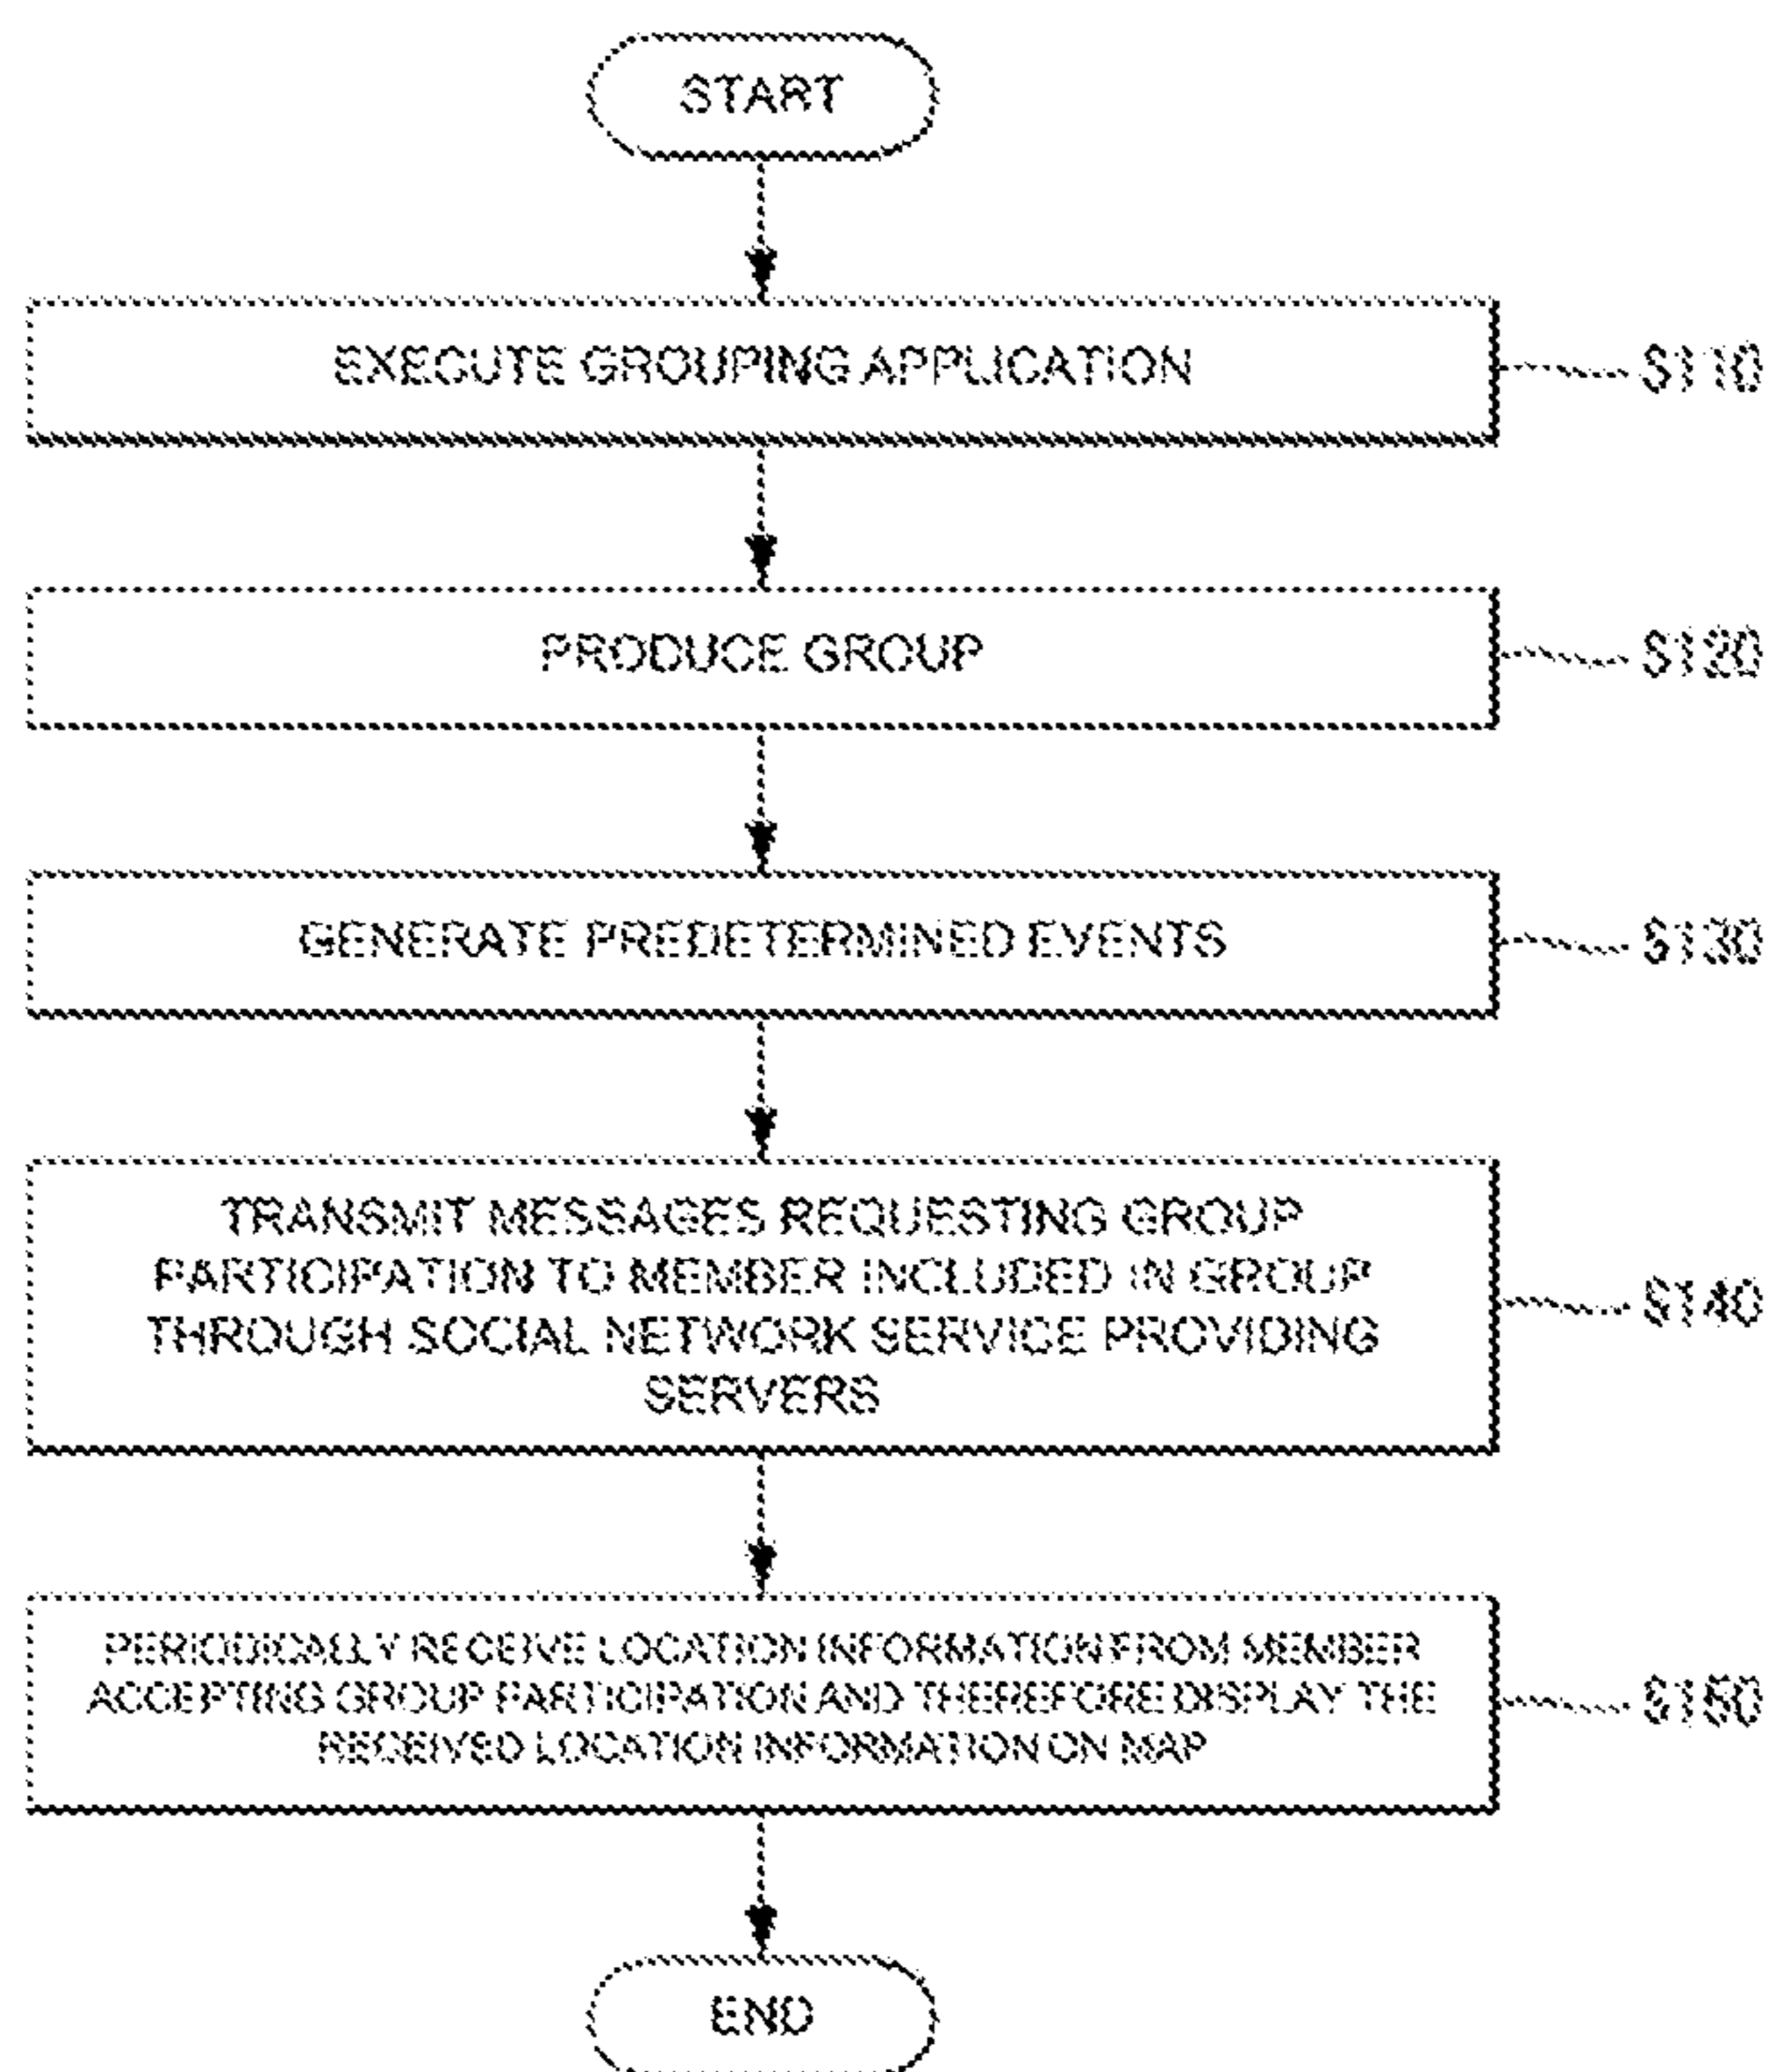 START
EXECUTE GROUPING APPLICATION
S110
PRODUCE GROUP
S120
GENERATE PREDETERMINED EVENTS
S130
TRANSMIT MESSAGES REQUESTING GROUP
PARTICIPATION TO MEMBER INCLUDED IN GROUP
THROUGH SOCIAL NETWORK SERVICE PROVIDING
SERVERS
S140
PERIODICALLY RECEIVE LOCATION INFORMATION FROM MEMBER
ACCEPTING GROUP PARTICIPATION AND THEREFORE DISPLAY THE
RECEIVED LOCATION INFORMATION ON MAP
S150
END